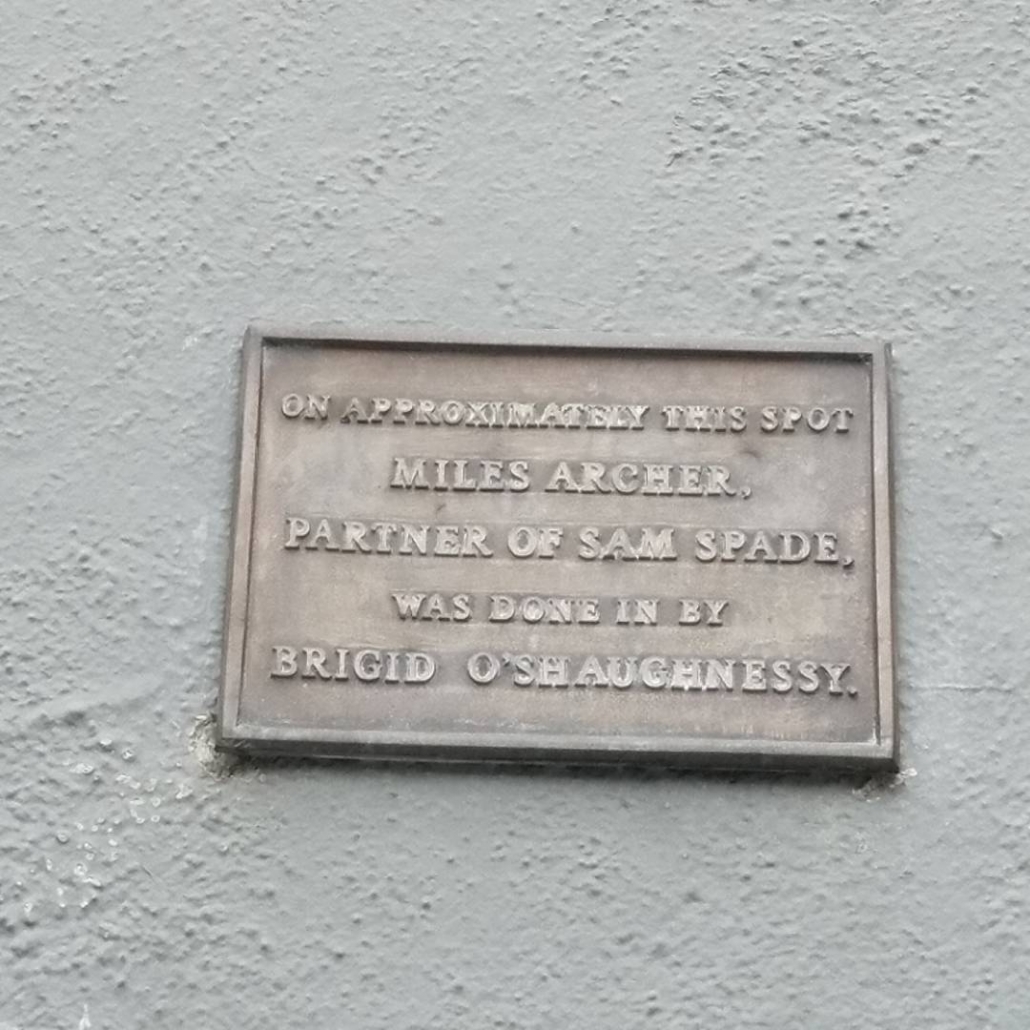 ON APPROXIMATELY THIS SPOT
MILES ARCHER,
PARTNER OF SAM SPADE,
WAS DONE IN BY
BRIGID O'SHAUGHNESSY.